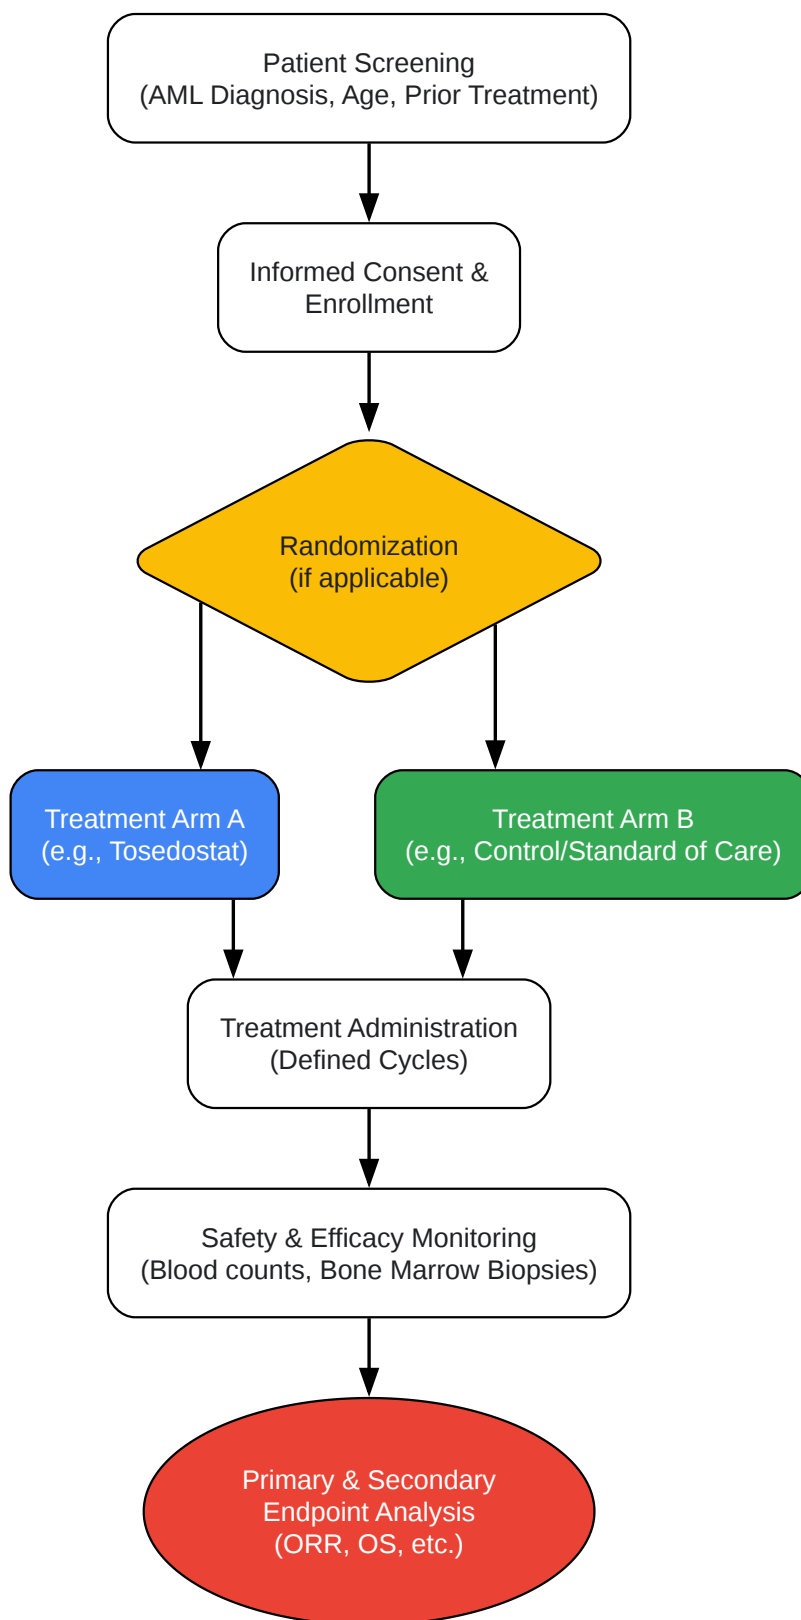 Patient Screening
(AML Diagnosis, Age, Prior Treatment)
Informed Consent &
Enrollment
Randomization
(if applicable)
Treatment Arm A
(e.g., Tosedostat)
Treatment Arm B
(e.g., Control/Standard of Care)
Treatment Administration
(Defined Cycles)
Safety & Efficacy Monitoring
(Blood counts, Bone Marrow Biopsies)
Primary & Secondary
Endpoint Analysis
(ORR, OS, etc.)